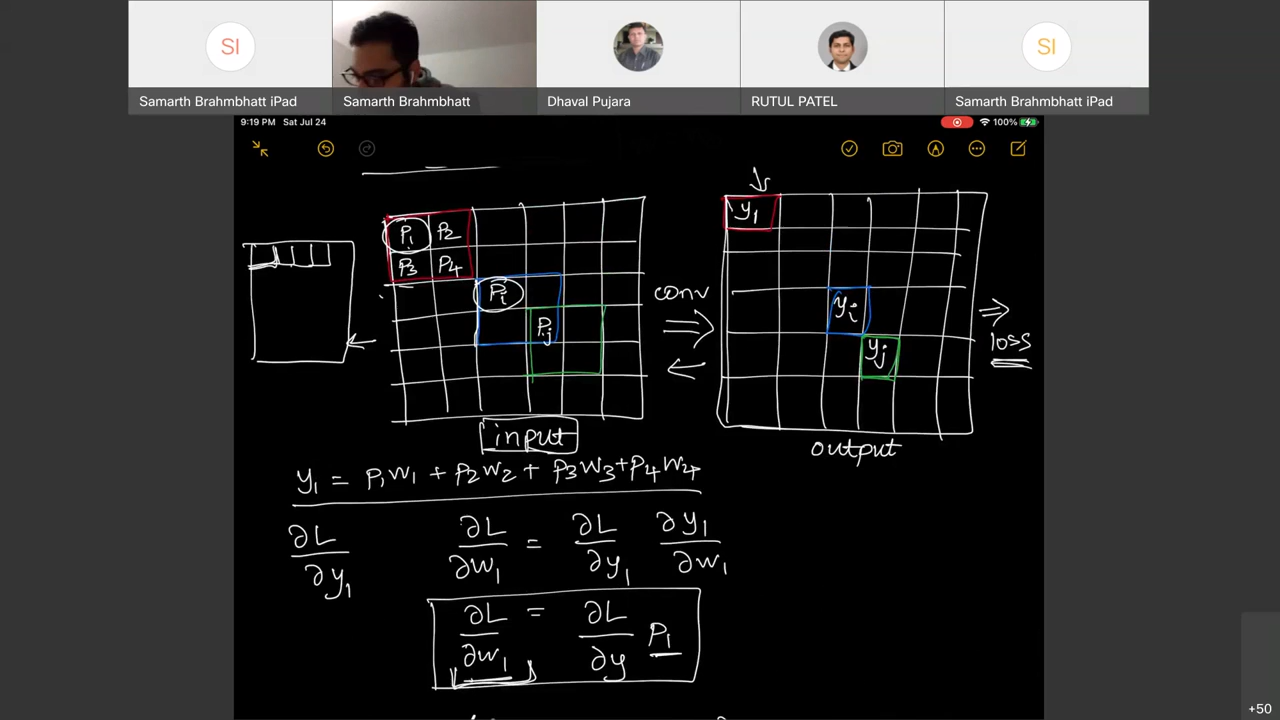 SI
SI
Samarth Brahmbhatt iPad
Samarth Brahmbhatt
Dhaval Pujara
RUTUL PATEL
Samarth Brahmbhatt iPad
9:19 PM Sat Jul 24
100%
P1 P2
P3 P4
Pi
Pj
input
conv
y1
yi
yj
output
loss
y1 = P1W1 + P2W2 + P3W3 + P4W4
∂L/∂y1
∂L/∂w1 = ∂L/∂y1 ∂y1/∂w1
∂L/∂w1 = ∂L/∂y P1
+50